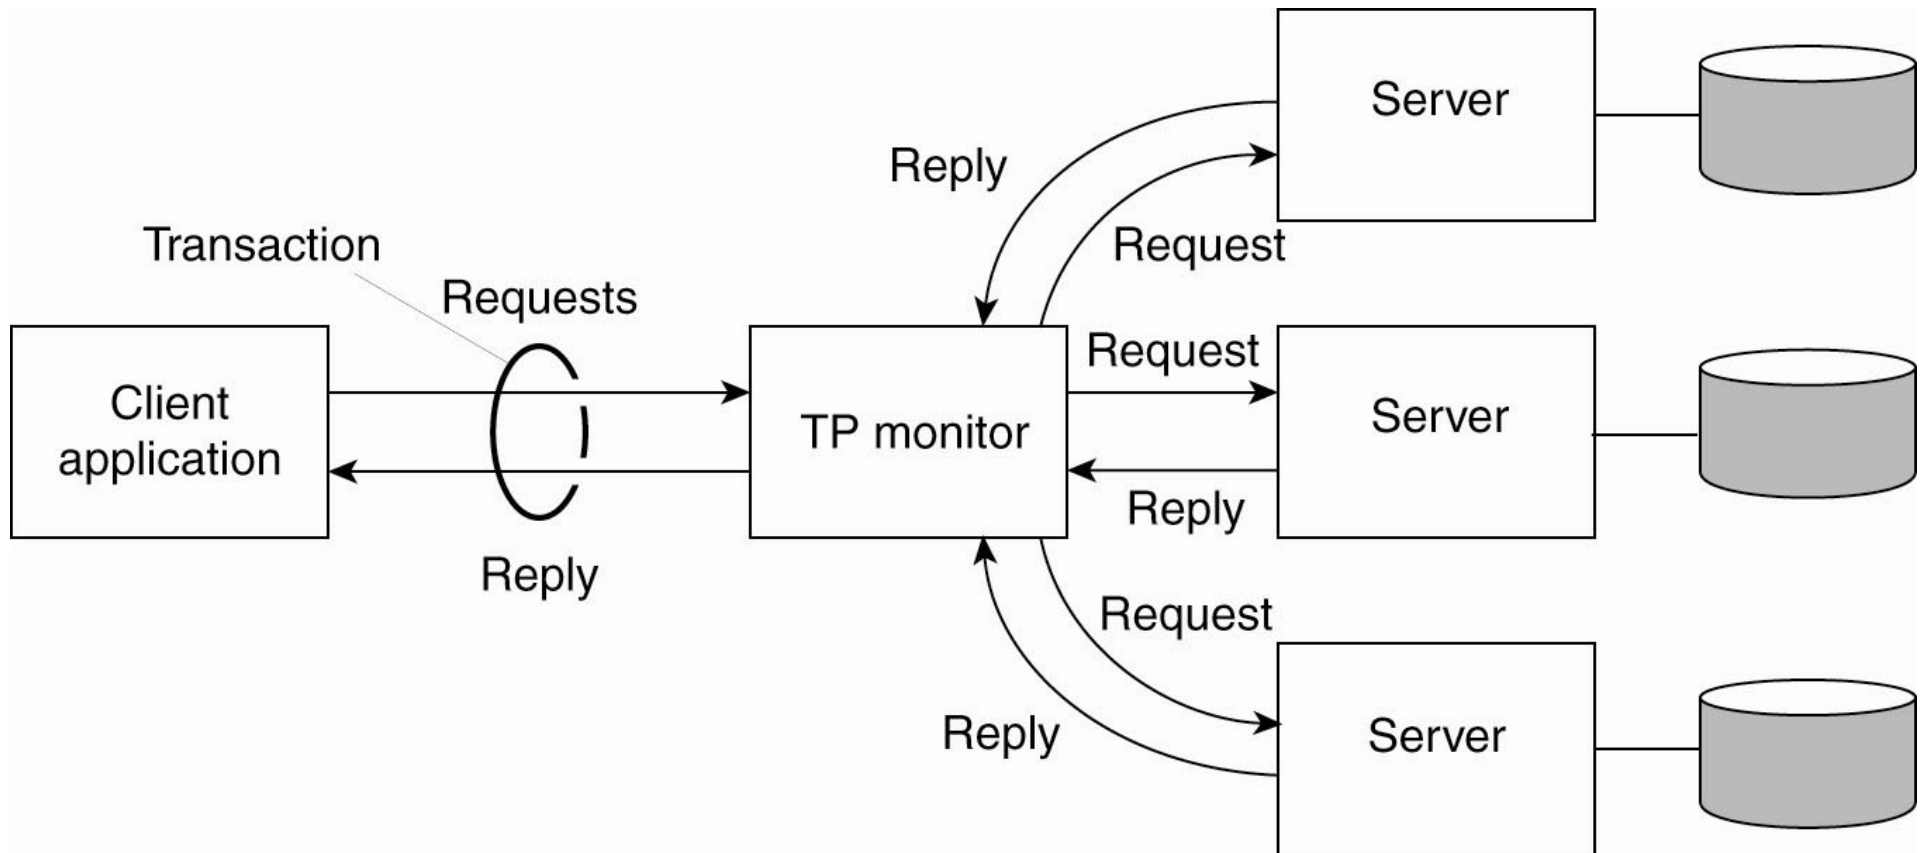 Server
Reply
Request
Transaction
Requests
Client
application
TP monitor
Request
Server
Reply
Reply
Request
Reply
Server